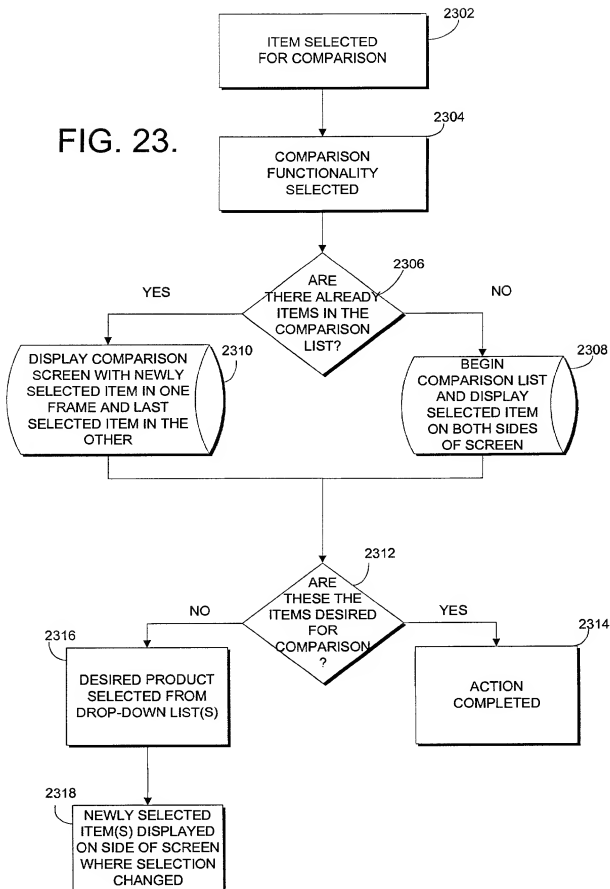 2302
ITEM SELECTED
FOR COMPARISON
FIG. 23.
2304
COMPARISON
FUNCTIONALITY
SELECTED
2306
ARE
THERE ALREADY
ITEMS IN THE
COMPARISON
LIST?
YES
NO
2310
DISPLAY COMPARISON
SCREEN WITH NEWLY
SELECTED ITEM IN ONE
FRAME AND LAST
SELECTED ITEM IN THE
OTHER
2308
BEGIN
COMPARISON LIST
AND DISPLAY
SELECTED ITEM
ON BOTH SIDES
OF SCREEN
2312
ARE
THESE THE
ITEMS DESIRED
FOR
COMPARISON
?
NO
YES
2316
DESIRED PRODUCT
SELECTED FROM
DROP-DOWN LIST(S)
2314
ACTION
COMPLETED
2318
NEWLY SELECTED
ITEM(S) DISPLAYED
ON SIDE OF SCREEN
WHERE SELECTION
CHANGED